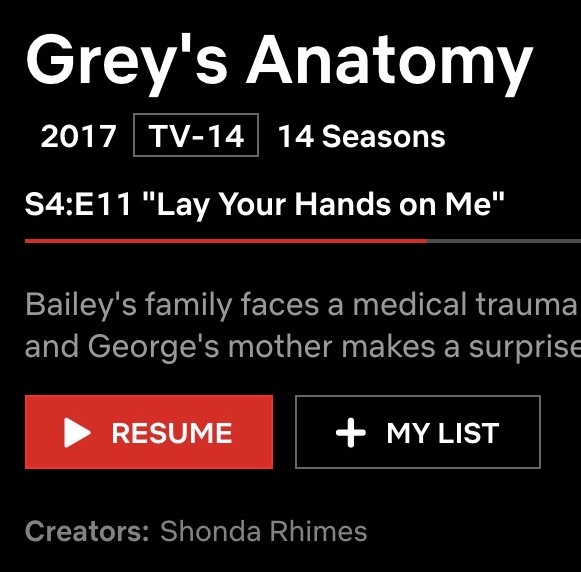 Grey's Anatomy
2017 TV-14 14 Seasons
S4:E11 "Lay Your Hands on Me"
Bailey's family faces a medical trauma
and George's mother makes a surprise
RESUME MY LIST
Creators: Shonda Rhimes